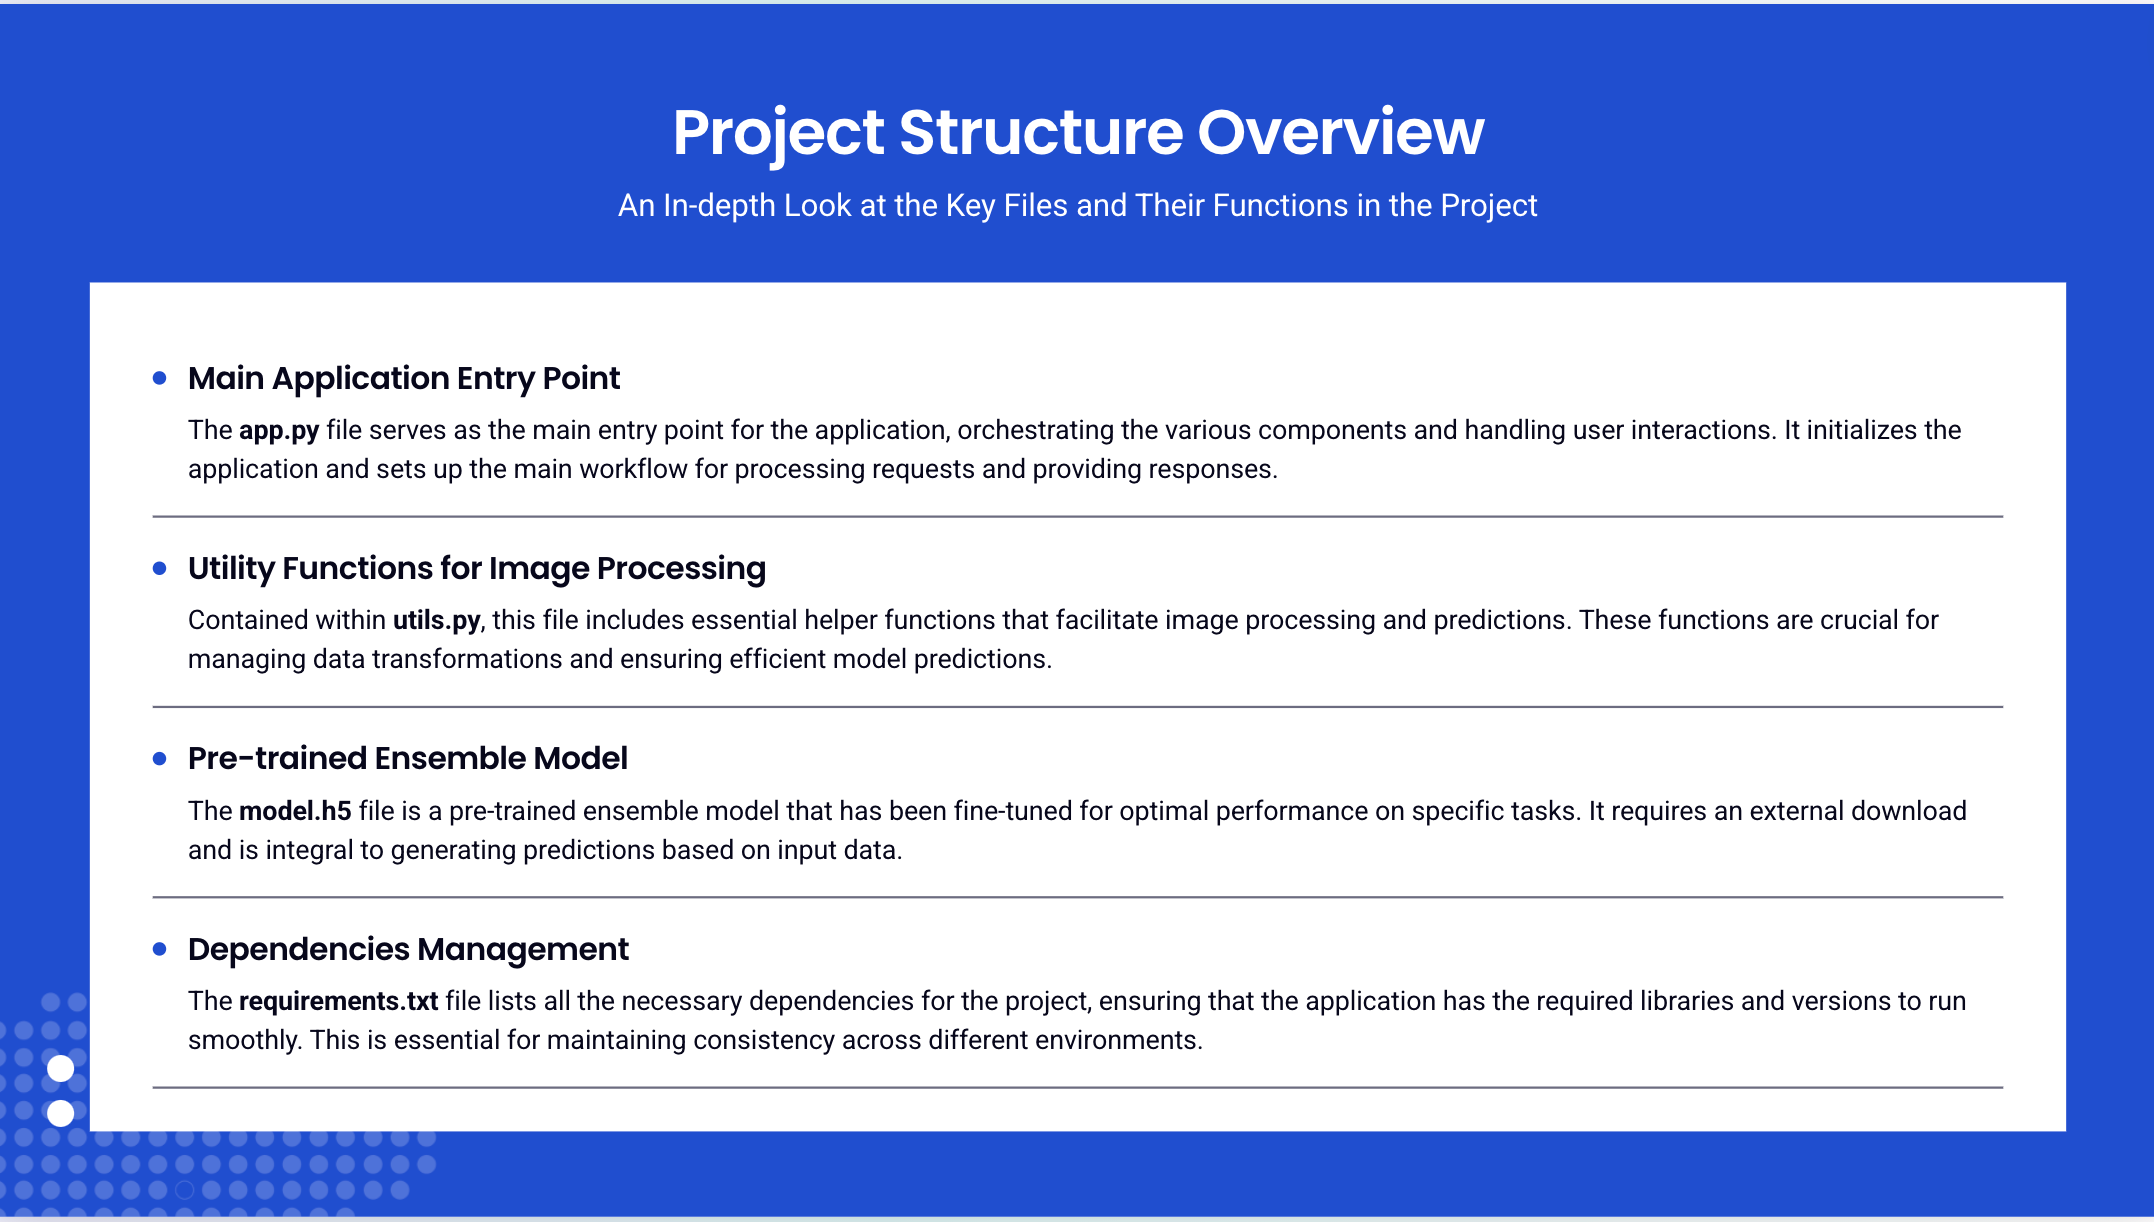 Project Structure Overview
An In-depth Look at the Key Files and Their Functions in the Project
Main Application Entry Point
The app.py file serves as the main entry point for the application, orchestrating the various components and handling user interactions. It initializes the
application and sets up the main workflow for processing requests and providing responses.
Utility Functions for Image Processing
Contained within utils.py, this file includes essential helper functions that facilitate image processing and predictions. These functions are crucial for
managing data transformations and ensuring efficient model predictions.
Pre-trained Ensemble Model
The model.h5 file is a pre-trained ensemble model that has been fine-tuned for optimal performance on specific tasks. It requires an external download
and is integral to generating predictions based on input data.
Dependencies Management
The requirements.txt file lists all the necessary dependencies for the project, ensuring that the application has the required libraries and versions to run
smoothly. This is essential for maintaining consistency across different environments.